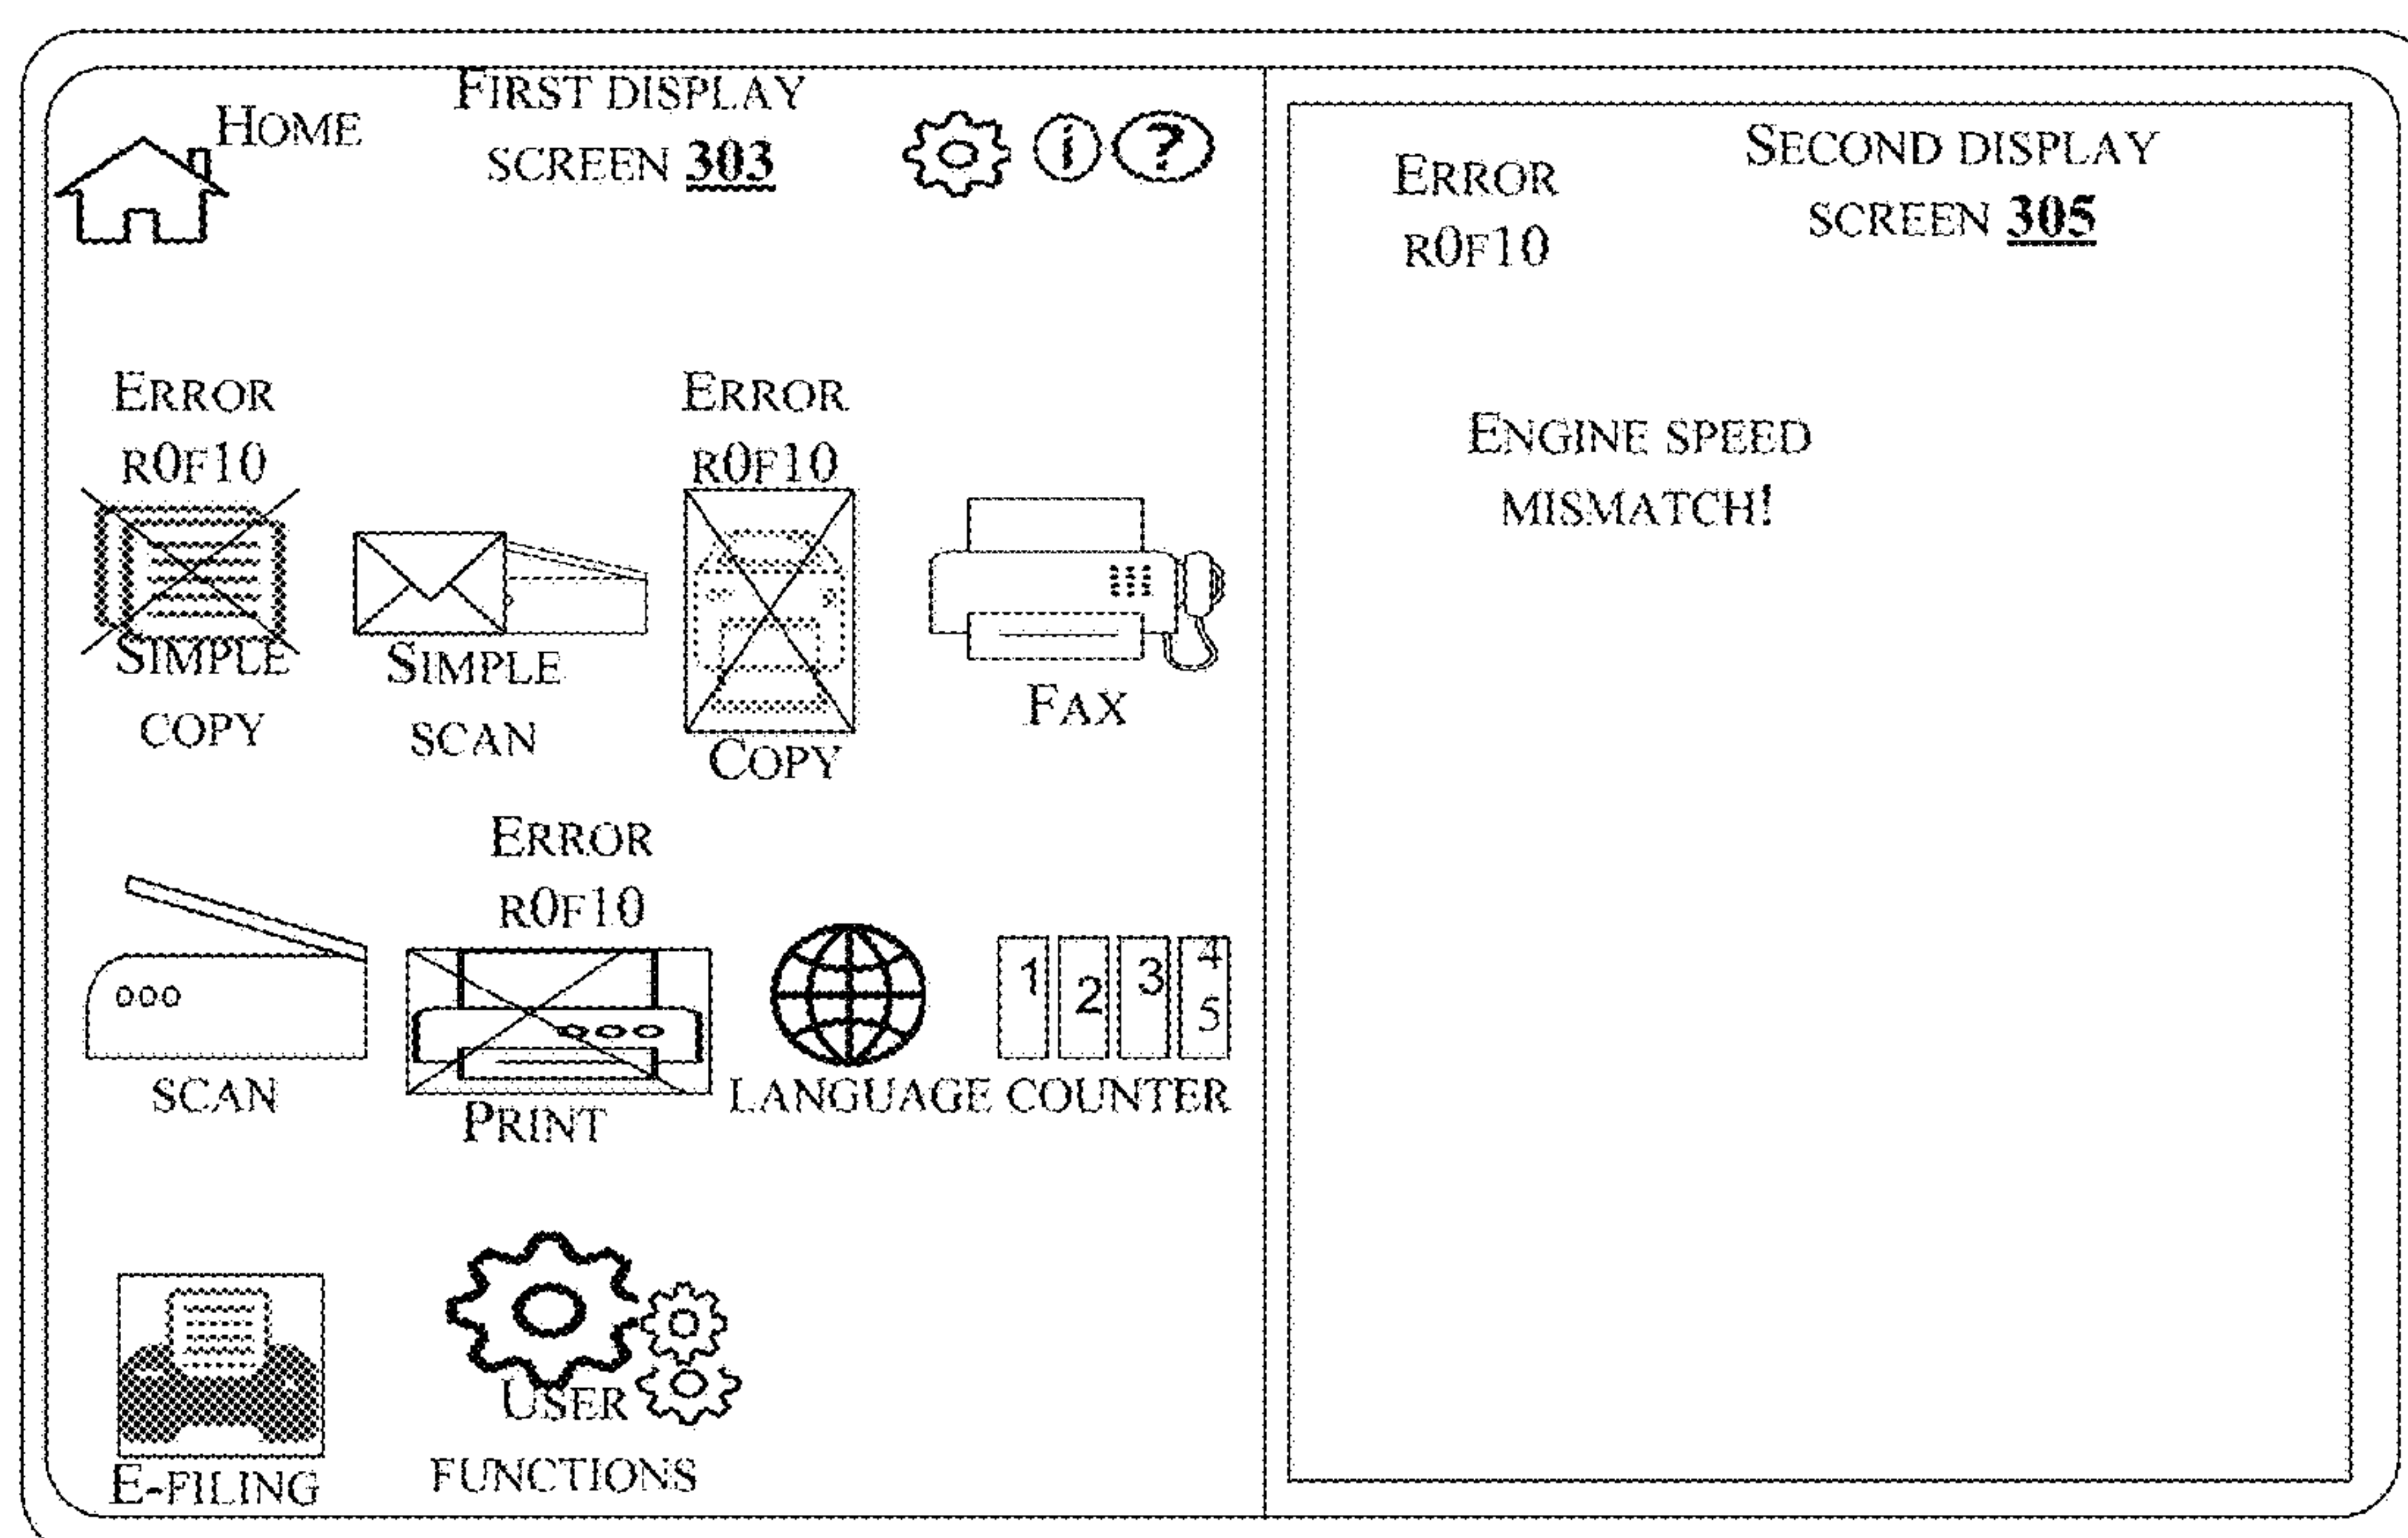 HOME
FIRST DISPLAY
SCREEN 303
i
?
ERROR
R0F10
SIMPLE
COPY
SIMPLE
SCAN
ERROR
R0F10
COPY
FAX
SCAN
ERROR
R0F10
PRINT
LANGUAGE
1 2 3 4
5
COUNTER
E-FILING
USER
FUNCTIONS
ERROR
R0F10
SECOND DISPLAY
SCREEN 305
ENGINE SPEED
MISMATCH!